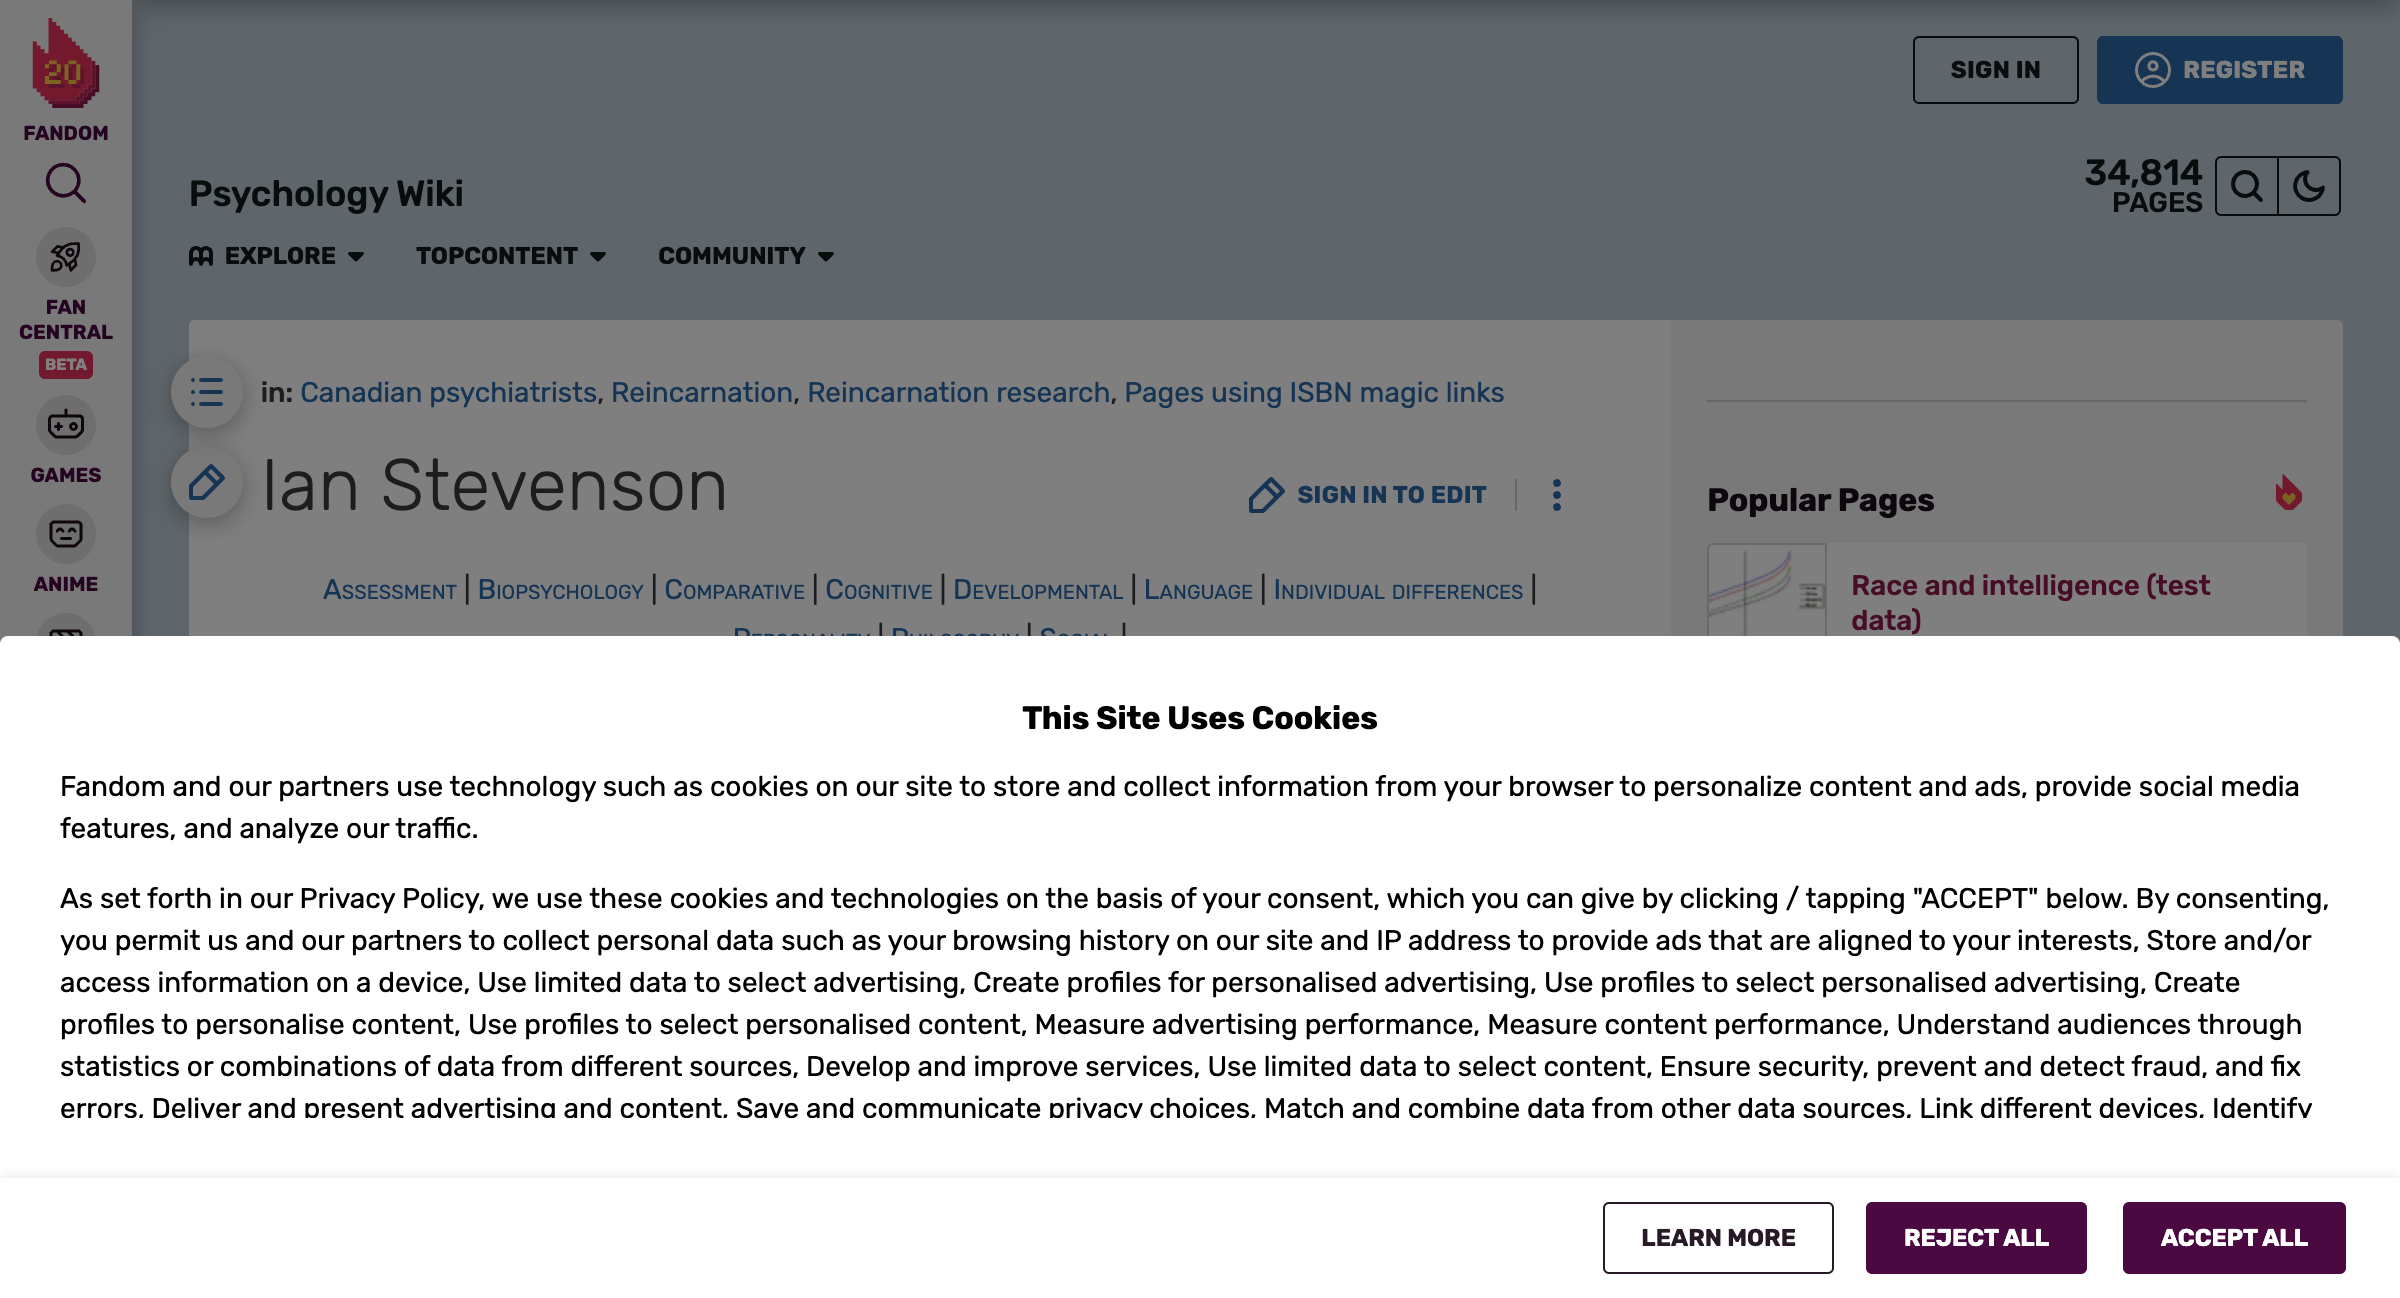 20
FANDOM
FAN
CENTRAL
BETA
GAMES
ANIME
SIGN IN
REGISTER
Psychology Wiki
34,814
PAGES
EXPLORE
TOPCONTENT
COMMUNITY
in: Canadian psychiatrists, Reincarnation, Reincarnation research, Pages using ISBN magic links
Ian Stevenson
SIGN IN TO EDIT
Assessment | Biopsychology | Comparative | Cognitive | Developmental | Language | Individual differences |
Personality | Philosophy | Social |
Popular Pages
Race and intelligence (test
data)
This Site Uses Cookies
Fandom and our partners use technology such as cookies on our site to store and collect information from your browser to personalize content and ads, provide social media
features, and analyze our traffic.
As set forth in our Privacy Policy, we use these cookies and technologies on the basis of your consent, which you can give by clicking / tapping "ACCEPT" below. By consenting,
you permit us and our partners to collect personal data such as your browsing history on our site and IP address to provide ads that are aligned to your interests, Store and/or
access information on a device, Use limited data to select advertising, Create profiles for personalised advertising, Use profiles to select personalised advertising, Create
profiles to personalise content, Use profiles to select personalised content, Measure advertising performance, Measure content performance, Understand audiences through
statistics or combinations of data from different sources, Develop and improve services, Use limited data to select content, Ensure security, prevent and detect fraud, and fix
errors, Deliver and present advertising and content, Save and communicate privacy choices, Match and combine data from other data sources, Link different devices, Identify
LEARN MORE
REJECT ALL
ACCEPT ALL